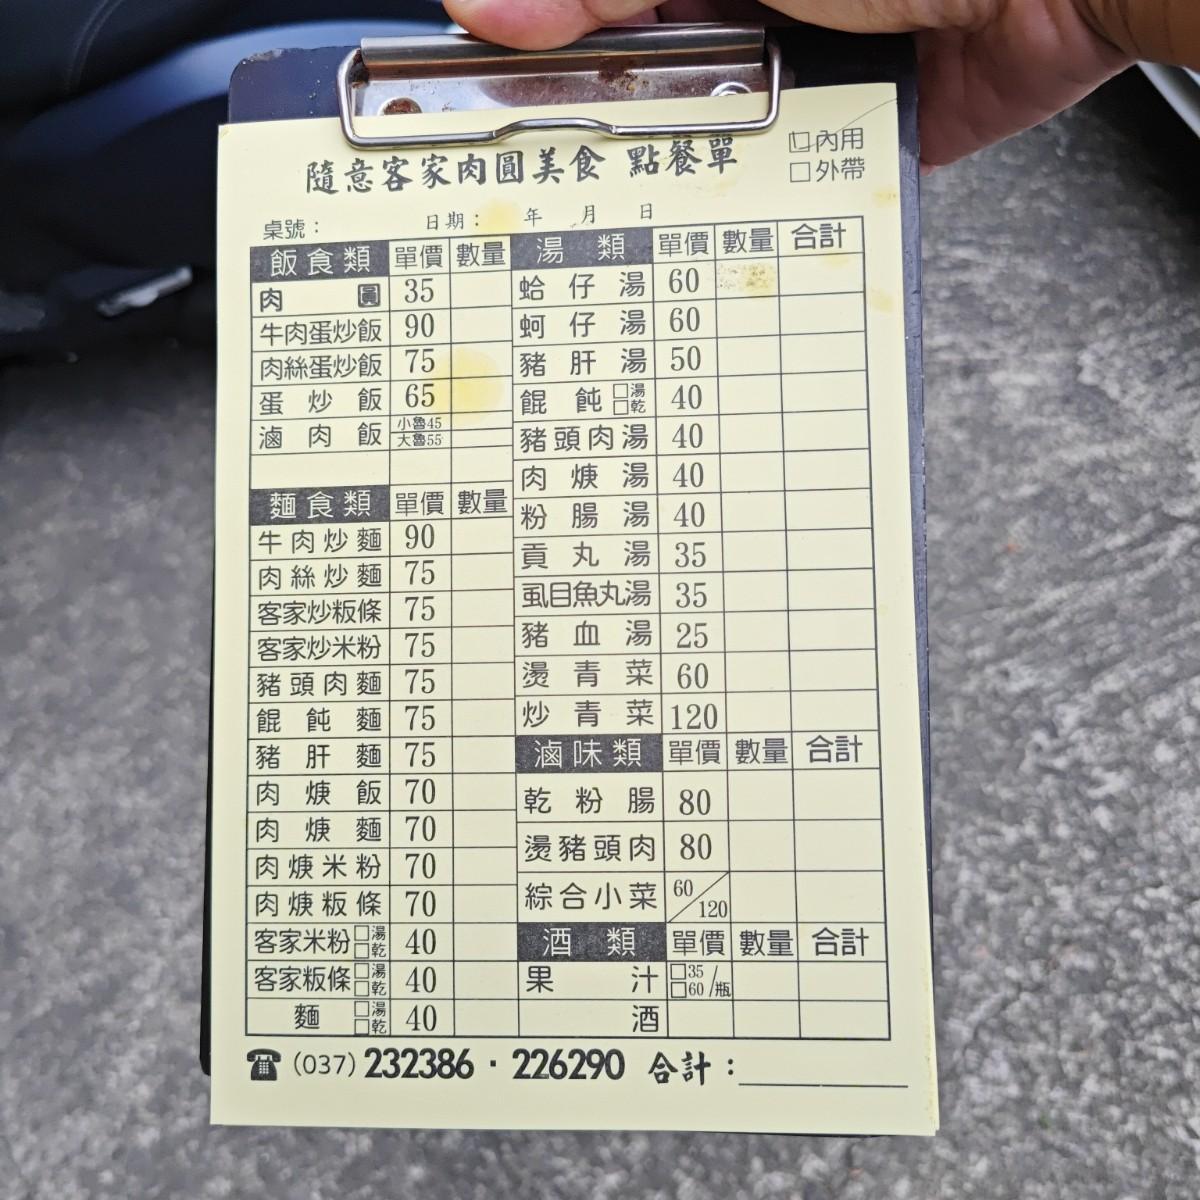 隨意客家肉圓美食 點餐單
□內用
□外帶
桌號：
日期： 年 月 日
飯食類 單價 數量
肉圓 35
牛肉蛋炒飯 90
肉絲蛋炒飯 75
蛋炒飯 65
滷肉飯 小魯45 大魯55
麵食類 單價 數量
牛肉炒麵 90
肉絲炒麵 75
客家炒粄條 75
客家炒米粉 75
豬頭肉麵 75
餛飩麵 75
豬肝麵 75
肉焿飯 70
肉焿麵 70
肉焿米粉 70
肉焿粄條 70
客家米粉 □湯 □乾 40
客家粄條 □湯 □乾 40
麵 □湯 □乾 40
湯類 單價 數量 合計
蛤仔湯 60
蚵仔湯 60
豬肝湯 50
餛飩 □湯 □乾 40
豬頭肉湯 40
肉焿湯 40
粉腸湯 40
貢丸湯 35
虱目魚丸湯 35
豬血湯 25
燙青菜 60
炒青菜 120
滷味類 單價 數量 合計
乾粉腸 80
燙豬頭肉 80
綜合小菜 60/120
酒類 單價 數量 合計
果汁 □35 □60 /瓶
酒
☎(037)232386・226290 合計：